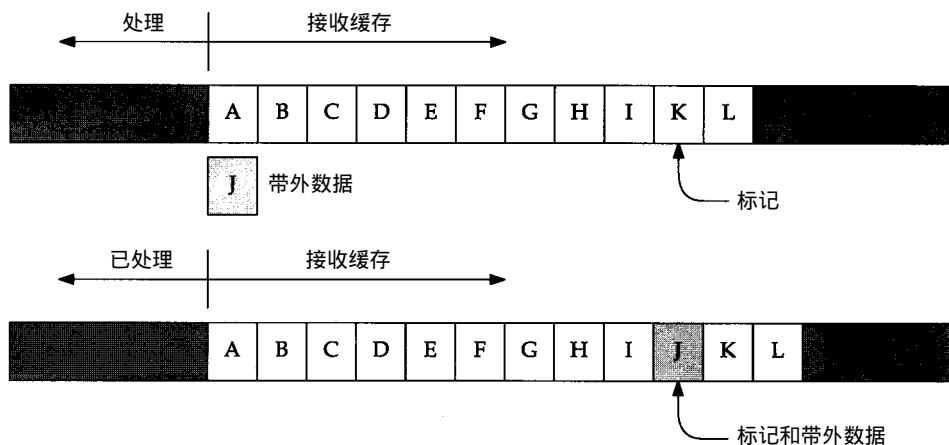 处理 接收缓存
A B C D E F G H I K L
J 带外数据
标记
已处理 接收缓存
A B C D E F G H I J K L
标记和带外数据